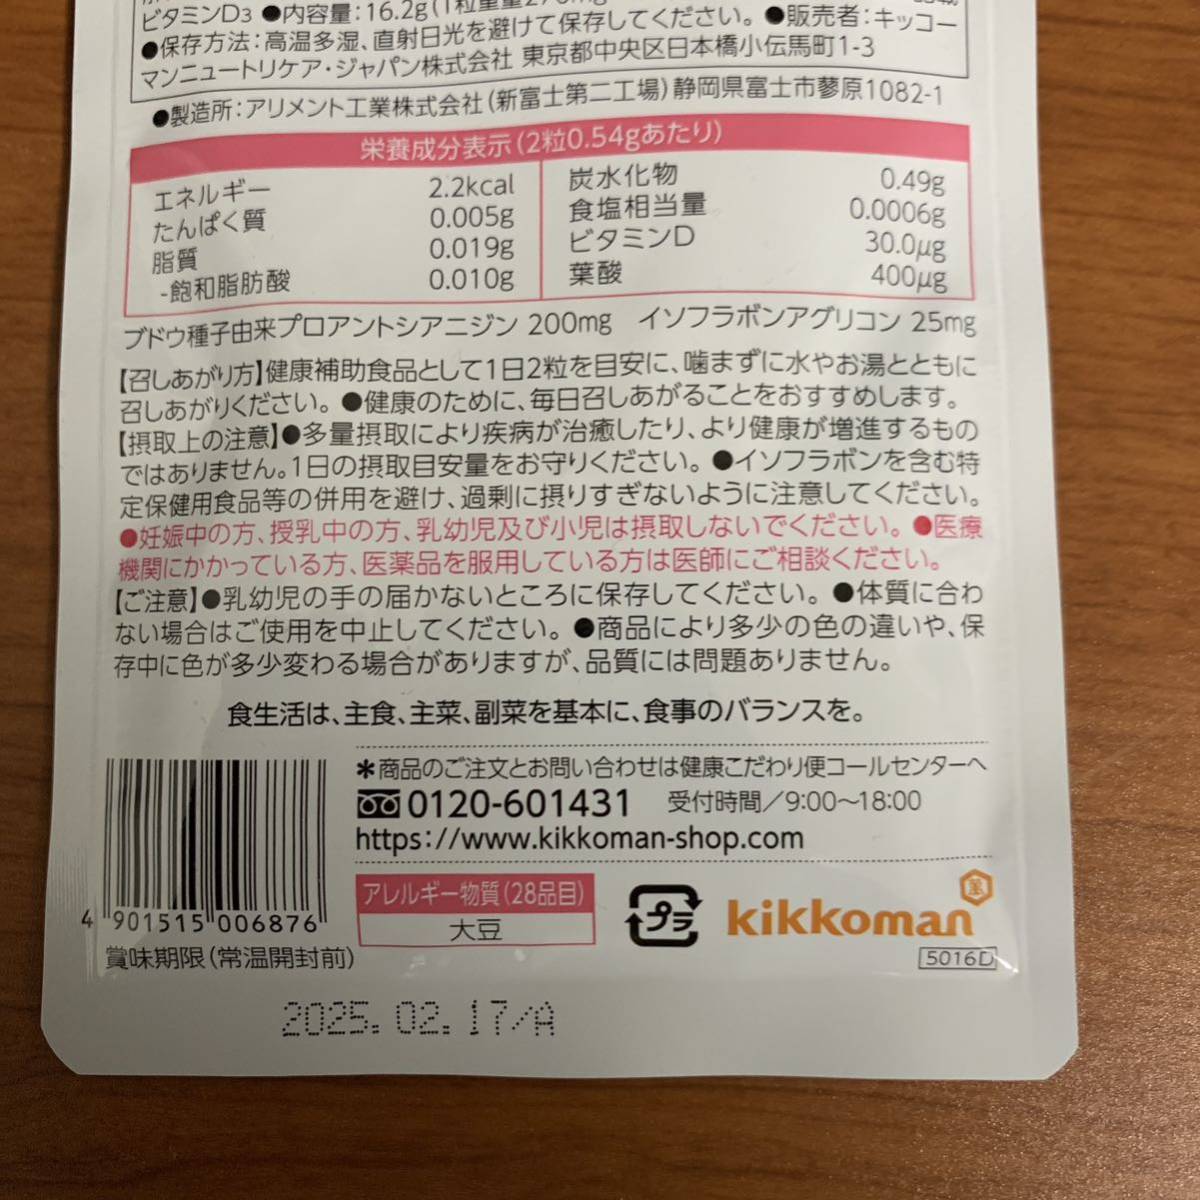 ビタミンD3 ●内容量:16.2g(1粒重量270mg
●保存方法:高温多湿、直射日光を避けて保存してください。 ●販売者:キッコー
マンニュートリケア・ジャパン株式会社 東京都中央区日本橋小伝馬町1-3
●製造所:アリメント工業株式会社(新富士第二工場)静岡県富士市蓼原1082-1
栄養成分表示(2粒0.54gあたり)
エネルギー 2.2kcal
たんぱく質 0.005g
脂質 0.019g
-飽和脂肪酸 0.010g
炭水化物 0.49g
食塩相当量 0.0006g
ビタミンD 30.0μg
葉酸 400μg
ブドウ種子由来プロアントシアニジン 200mg イソフラボンアグリコン 25mg
【召しあがり方】健康補助食品として1日2粒を目安に、噛まずに水やお湯とともに
召しあがりください。 ●健康のために、毎日召しあがることをおすすめします。
【摂取上の注意】●多量摂取により疾病が治癒したり、より健康が増進するもの
ではありません。1日の摂取目安量をお守りください。 ●イソフラボンを含む特
定保健用食品等の併用を避け、過剰に摂りすぎないように注意してください。
●妊娠中の方、授乳中の方、乳幼児及び小児は摂取しないでください。 ●医療
機関にかかっている方、医薬品を服用している方は医師にご相談ください。
【ご注意】●乳幼児の手の届かないところに保存してください。 ●体質に合わ
ない場合はご使用を中止してください。 ●商品により多少の色の違いや、保
存中に色が多少変わる場合がありますが、品質には問題ありません。
食生活は、主食、主菜、副菜を基本に、食事のバランスを。
*商品のご注文とお問い合わせは健康こだわり便コールセンターへ
0120-601431 受付時間/9:00〜18:00
https://www.kikkoman-shop.com
4 901515 006876
アレルギー物質(28品目)
大豆
プラ
萬
kikkoman
5016D
賞味期限(常温開封前)
2025.02.17/A